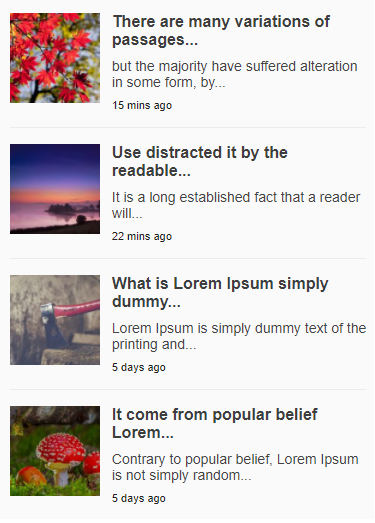 There are many variations of
passages...
but the majority have suffered alteration
in some form, by...
15 mins ago
Use distracted it by the
readable...
It is a long established fact that a reader
will...
22 mins ago
What is Lorem Ipsum simply
dummy...
Lorem Ipsum is simply dummy text of the
printing and...
5 days ago
It come from popular belief
Lorem...
Contrary to popular belief, Lorem Ipsum
is not simply random...
5 days ago